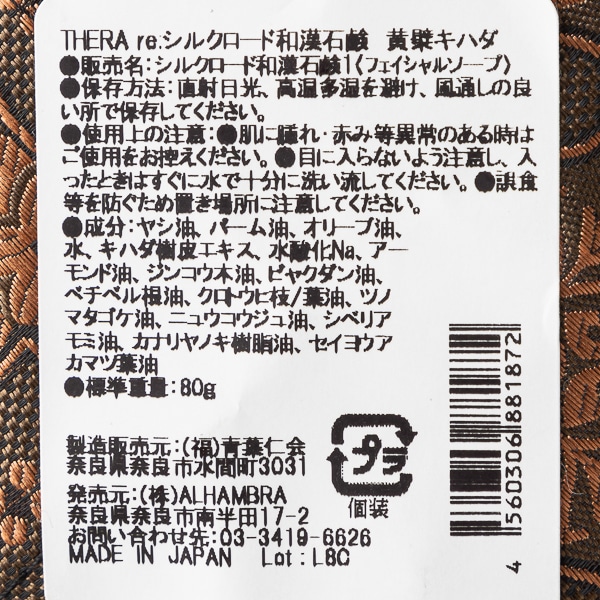 THERA re:シルクロード和漢石鹸 黄檗キハダ
●販売名:シルクロード和漢石鹸1〈フェイシャルソープ〉
●保存方法:直射日光、高温多湿を避け、風通しの良
い所で保存してください。
●使用上の注意:●肌に腫れ・赤み等異常のある時は
ご使用をお控えください。●目に入らないよう注意し、入
ったときはすぐに水で十分に洗い流してください。●誤食
等を防ぐため置き場所に注意してください。
●成分:ヤシ油、パーム油、オリーブ油、
水、キハダ樹皮エキス、水酸化Na、アー
モンド油、ジンコウ木油、ビャクダン油、
ベチベル根油、クロトウヒ枝/葉油、ツノ
マタゴケ油、ニュウコウジュ油、シベリア
モミ油、カナリヤノキ樹脂油、セイヨウア
カマツ葉油
●標準重量:80g
製造販売元:(福)青葉仁会
奈良県奈良市水間町3031
発売元:(株)ALHAMBRA
奈良県奈良市南半田17-2
お問い合わせ先:03-3419-6626
MADE IN JAPAN Lot:L8C
プラ
個装
4 560306 881872